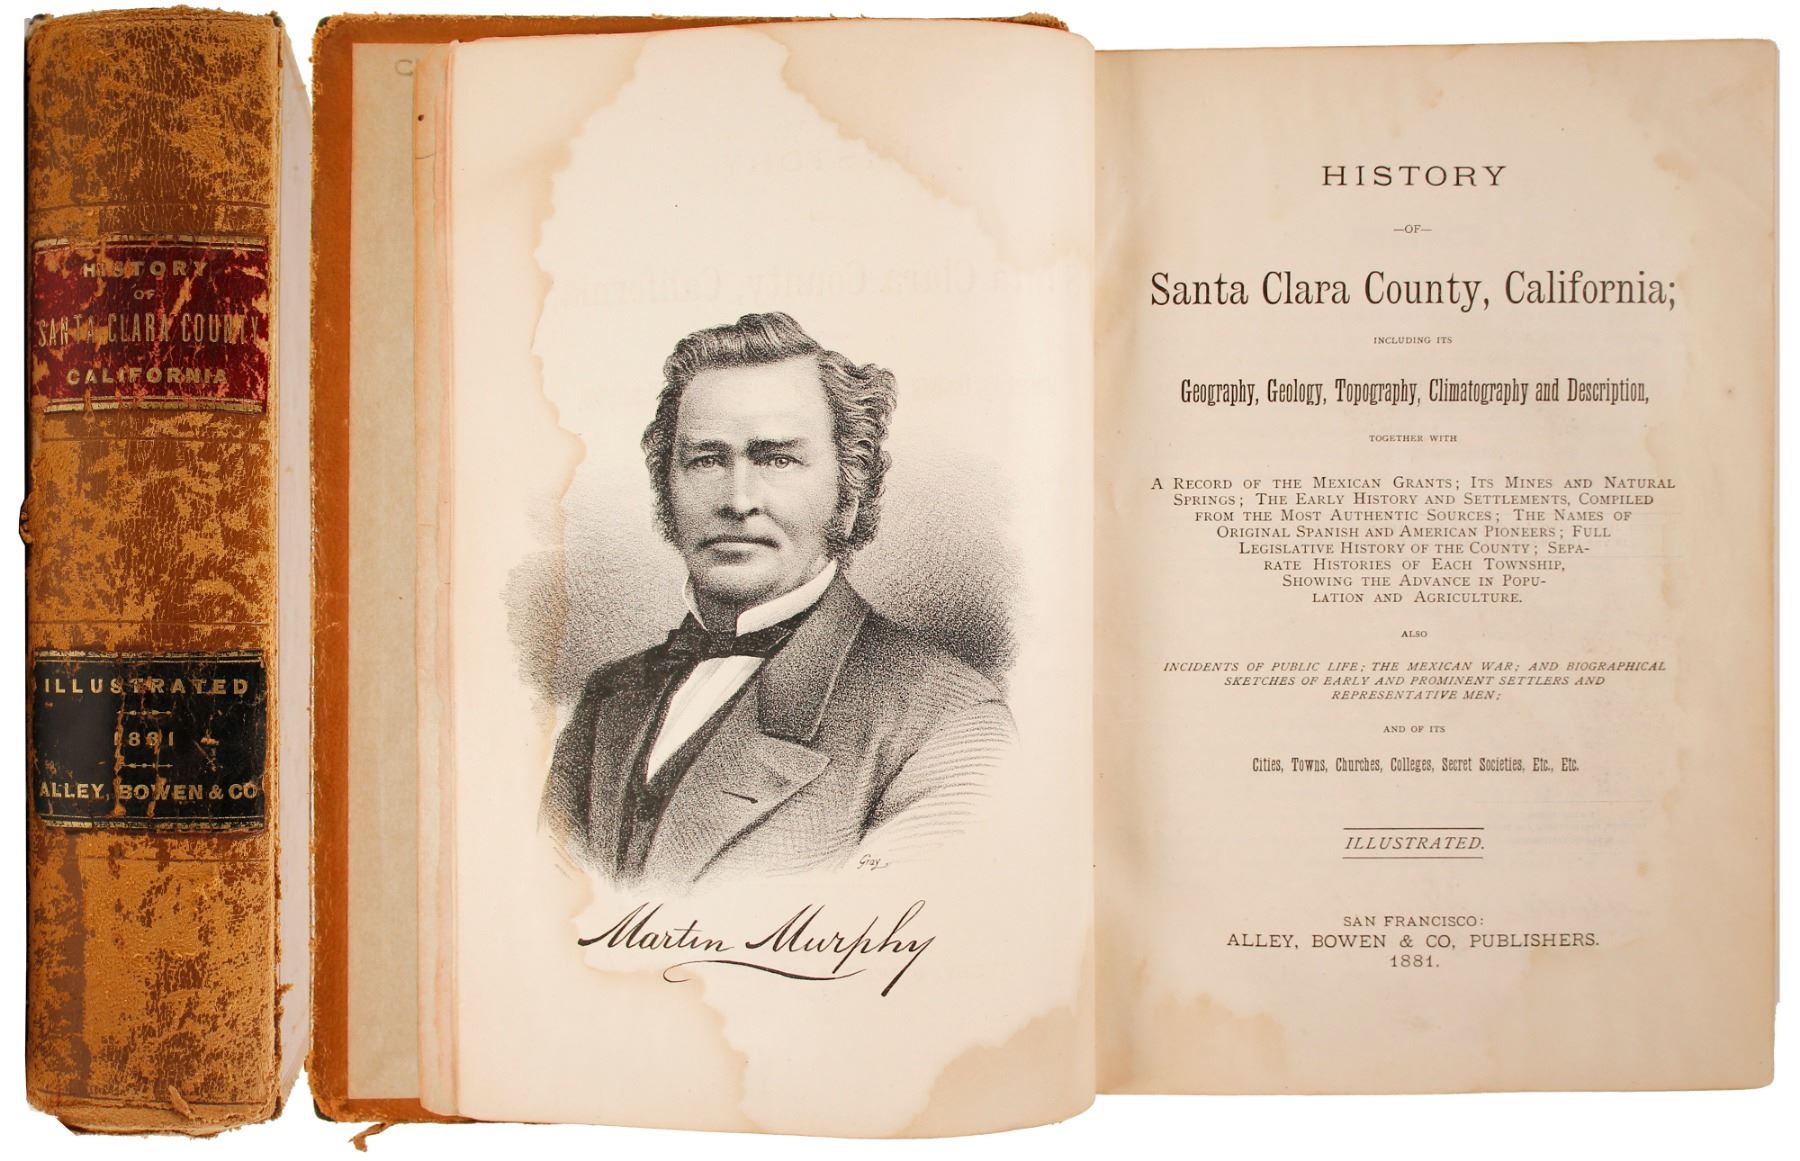 HISTORY
OF
SANTA CLARA COUNTY
CALIFORNIA
ILLUSTRATED
1881
ALLEY, BOWEN & CO
Gray
Martin Murphy
HISTORY
—OF—
Santa Clara County, California;
INCLUDING ITS
Geography, Geology, Topography, Climatography and Description,
TOGETHER WITH
A RECORD OF THE MEXICAN GRANTS; ITS MINES AND NATURAL
SPRINGS; THE EARLY HISTORY AND SETTLEMENTS, COMPILED
FROM THE MOST AUTHENTIC SOURCES; THE NAMES OF
ORIGINAL SPANISH AND AMERICAN PIONEERS; FULL
LEGISLATIVE HISTORY OF THE COUNTY; SEPA-
RATE HISTORIES OF EACH TOWNSHIP,
SHOWING THE ADVANCE IN POPU-
LATION AND AGRICULTURE.
ALSO
INCIDENTS OF PUBLIC LIFE; THE MEXICAN WAR; AND BIOGRAPHICAL
SKETCHES OF EARLY AND PROMINENT SETTLERS AND
REPRESENTATIVE MEN;
AND OF ITS
Cities, Towns, Churches, Colleges, Secret Societies, Etc., Etc.
ILLUSTRATED.
SAN FRANCISCO:
ALLEY, BOWEN & CO, PUBLISHERS.
1881.